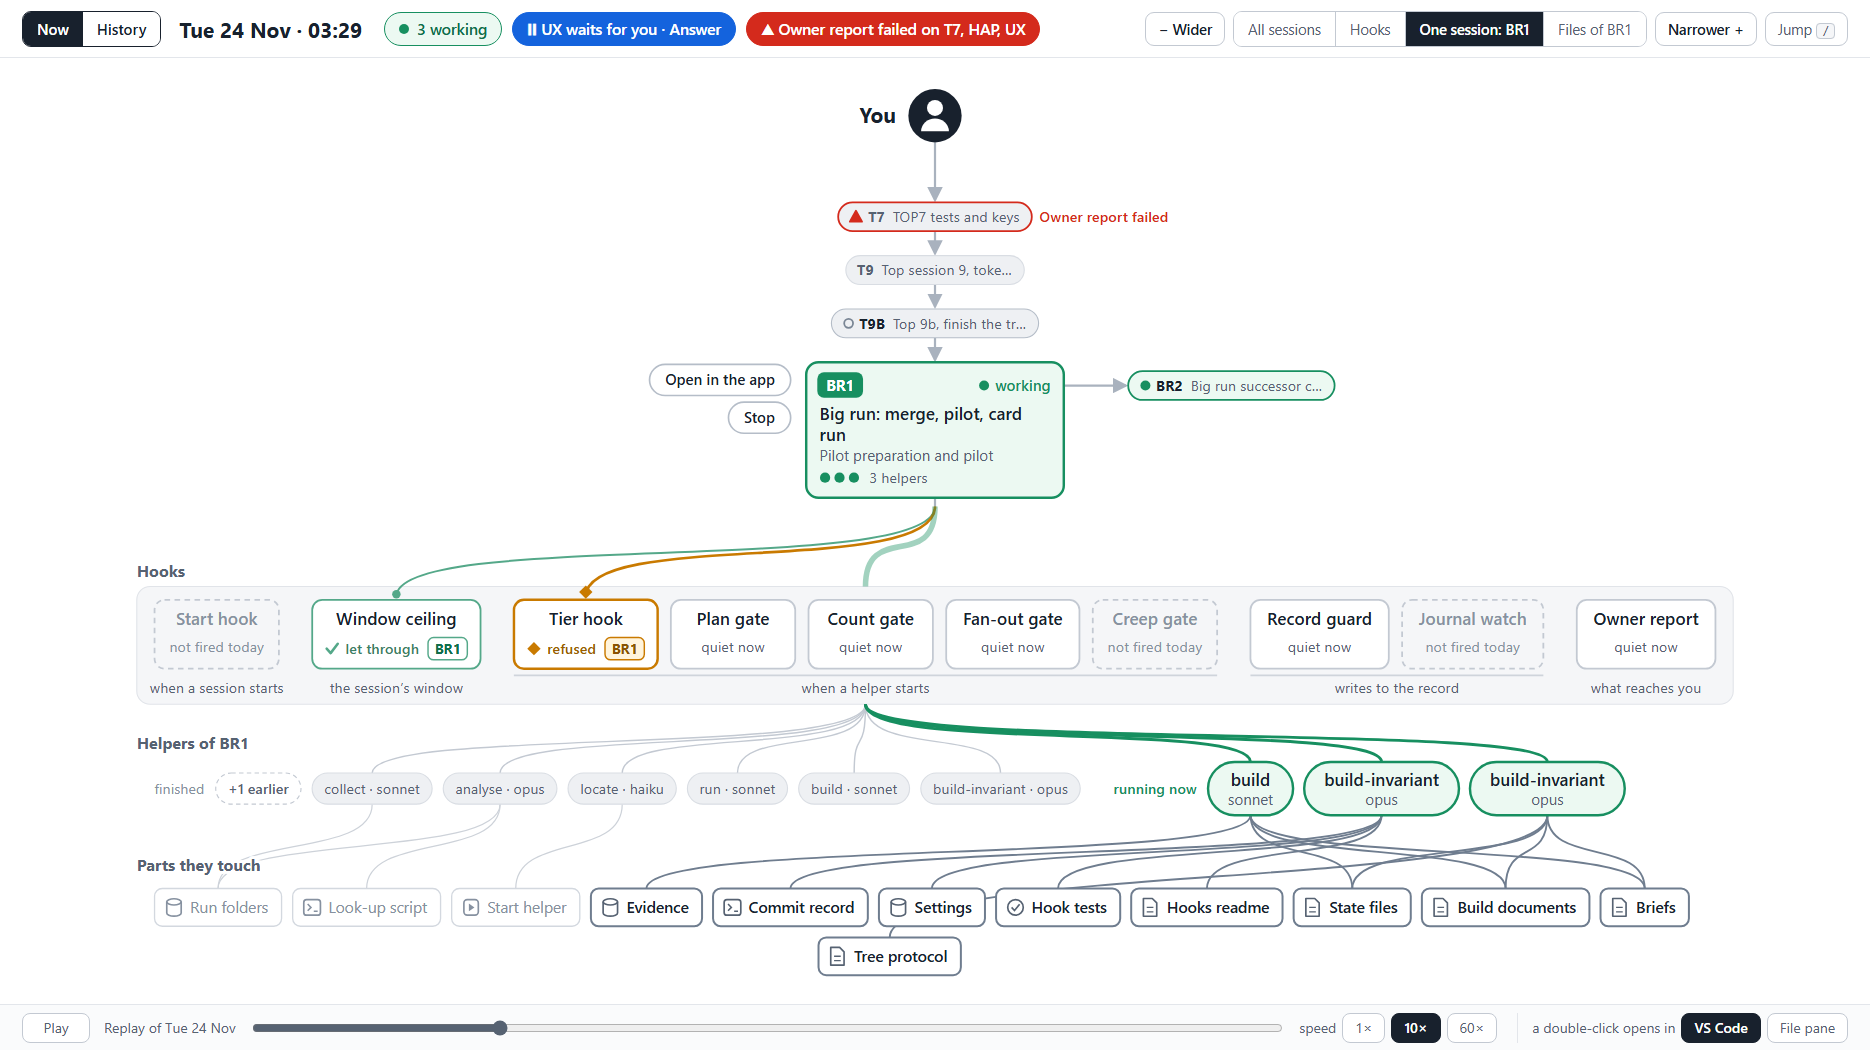 Now
History
Tue 24 Nov · 03:29
3 working
UX waits for you · Answer
Owner report failed on T7, HAP, UX
− Wider
All sessions
Hooks
One session: BR1
Files of BR1
Narrower +
Jump /
You
T7 TOP7 tests and keys
Owner report failed
T9 Top session 9, toke...
T9B Top 9b, finish the tr...
Open in the app
Stop
BR1
working
Big run: merge, pilot, card
run
Pilot preparation and pilot
3 helpers
BR2 Big run successor c...
Hooks
Start hook
not fired today
Window ceiling
let through BR1
Tier hook
refused BR1
Plan gate
quiet now
Count gate
quiet now
Fan-out gate
quiet now
Creep gate
not fired today
Record guard
quiet now
Journal watch
not fired today
Owner report
quiet now
when a session starts
the session's window
when a helper starts
writes to the record
what reaches you
Helpers of BR1
finished
+1 earlier
collect · sonnet
analyse · opus
locate · haiku
run · sonnet
build · sonnet
build-invariant · opus
running now
build
sonnet
build-invariant
opus
build-invariant
opus
Parts they touch
Run folders
Look-up script
Start helper
Evidence
Commit record
Settings
Hook tests
Hooks readme
State files
Build documents
Briefs
Tree protocol
Play
Replay of Tue 24 Nov
speed
1×
10×
60×
a double-click opens in
VS Code
File pane